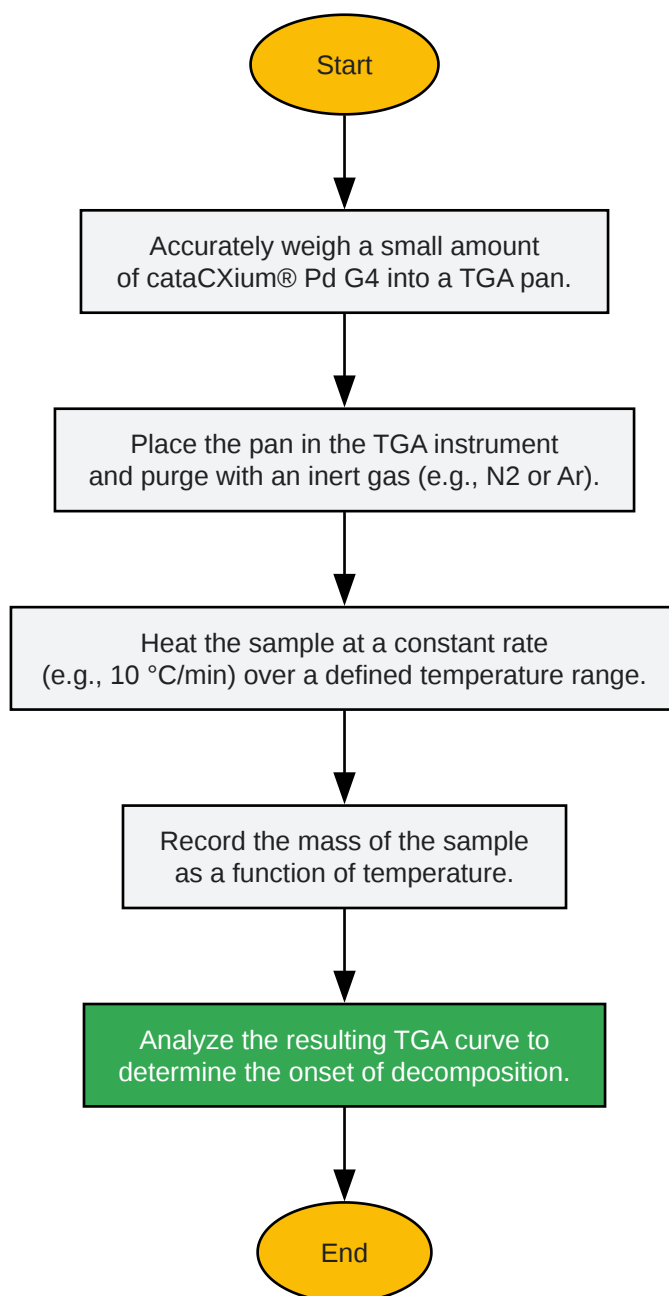 Start
Accurately weigh a small amount
of cataCXium® Pd G4 into a TGA pan.
Place the pan in the TGA instrument
and purge with an inert gas (e.g., N2 or Ar).
Heat the sample at a constant rate
(e.g., 10 °C/min) over a defined temperature range.
Record the mass of the sample
as a function of temperature.
Analyze the resulting TGA curve to
determine the onset of decomposition.
End